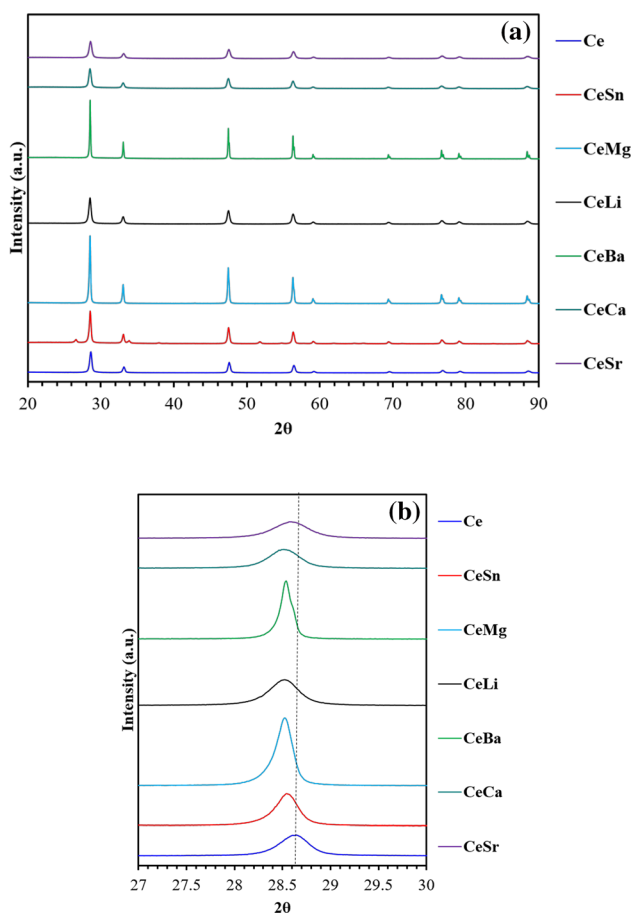 (a)
Intensity (a.u.)
20 30 40 50 60 70 80 90
2θ
Ce
CeSn
CeMg
CeLi
CeBa
CeCa
CeSr
(b)
Intensity (a.u.)
27 27.5 28 28.5 29 29.5 30
2θ
Ce
CeSn
CeMg
CeLi
CeBa
CeCa
CeSr